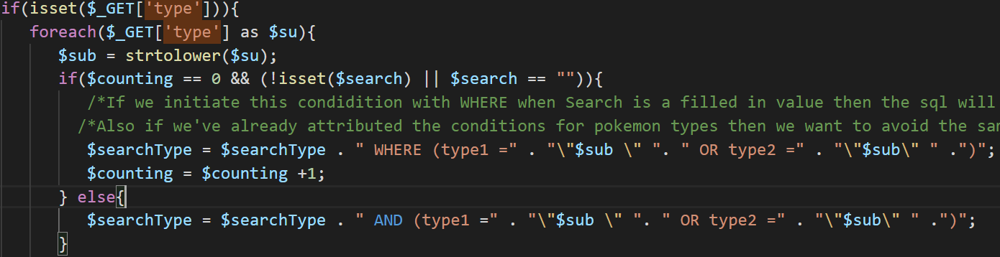 if(isset($_GET['type'])){
foreach($_GET['type'] as $su){
$sub = strtolower($su);
if($counting == 0 && (!isset($search) || $search == "")){
/*If we initiate this condidition with WHERE when Search is a filled in value then the sql will
/*Also if we've already attributed the conditions for pokemon types then we want to avoid the
$searchType = $searchType . " WHERE (type1 =" . "\"$sub \" ". " OR type2 =" . "\"$sub\" " .")";
$counting = $counting +1;
} else{
$searchType = $searchType . " AND (type1 =" . "\"$sub \" ". " OR type2 =" . "\"$sub\" " .")";
}